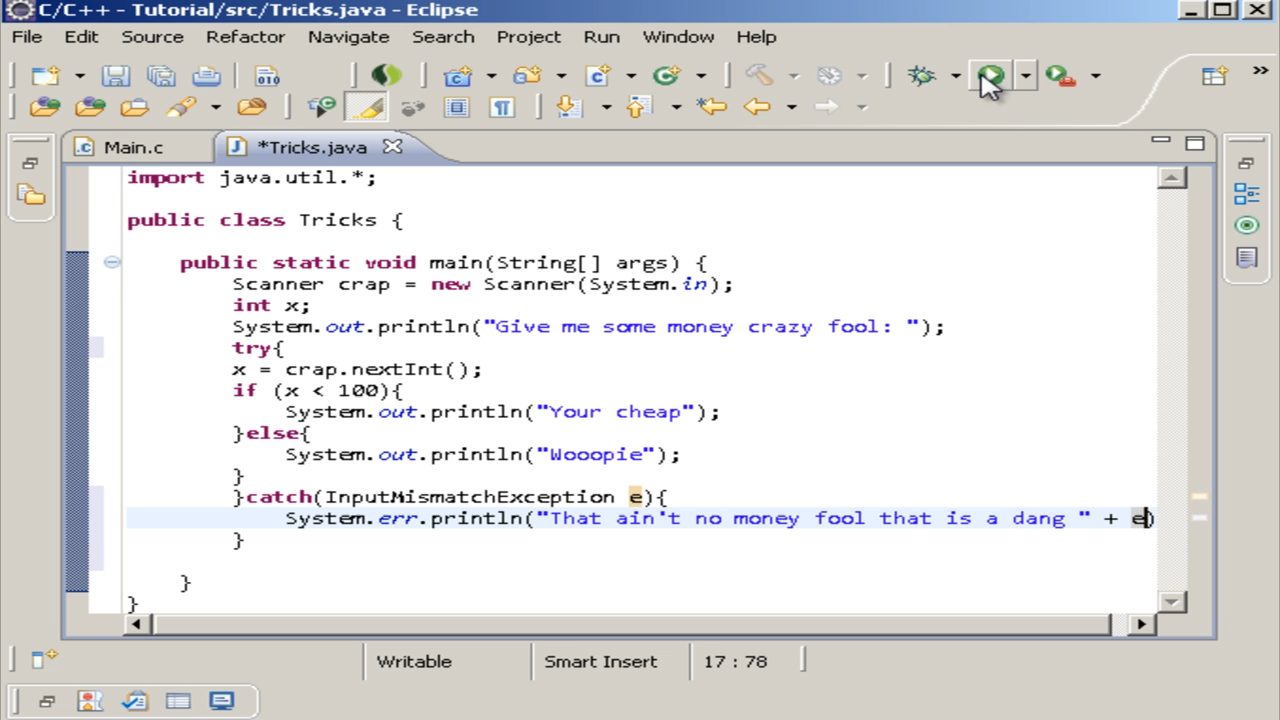 C/C++ - Tutorial/src/Tricks.java - Eclipse
File Edit Source Refactor Navigate Search Project Run Window Help
010
Main.c *Tricks.java
import java.util.*;
public class Tricks {
public static void main(String[] args) {
Scanner crap = new Scanner(System.in);
int x;
System.out.println("Give me some money crazy fool: ");
try{
x = crap.nextInt();
if (x < 100){
System.out.println("Your cheap");
}else{
System.out.println("Wooopie");
}
}catch(InputMismatchException e){
System.err.println("That ain't no money fool that is a dang " + e)
}
}
}
Writable Smart Insert 17 : 78